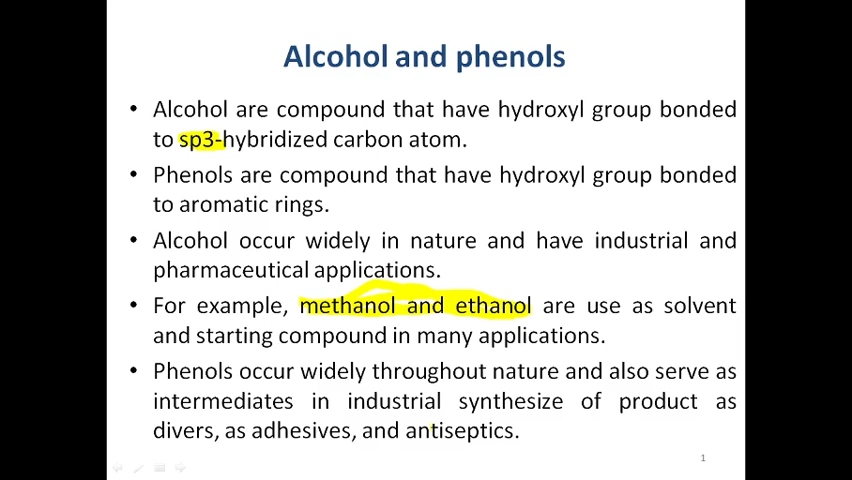 Alcohol and phenols
• Alcohol are compound that have hydroxyl group bonded
to sp3-hybridized carbon atom.
• Phenols are compound that have hydroxyl group bonded
to aromatic rings.
• Alcohol occur widely in nature and have industrial and
pharmaceutical applications.
• For example, methanol and ethanol are use as solvent
and starting compound in many applications.
• Phenols occur widely throughout nature and also serve as
intermediates in industrial synthesize of product as
divers, as adhesives, and antiseptics.
1